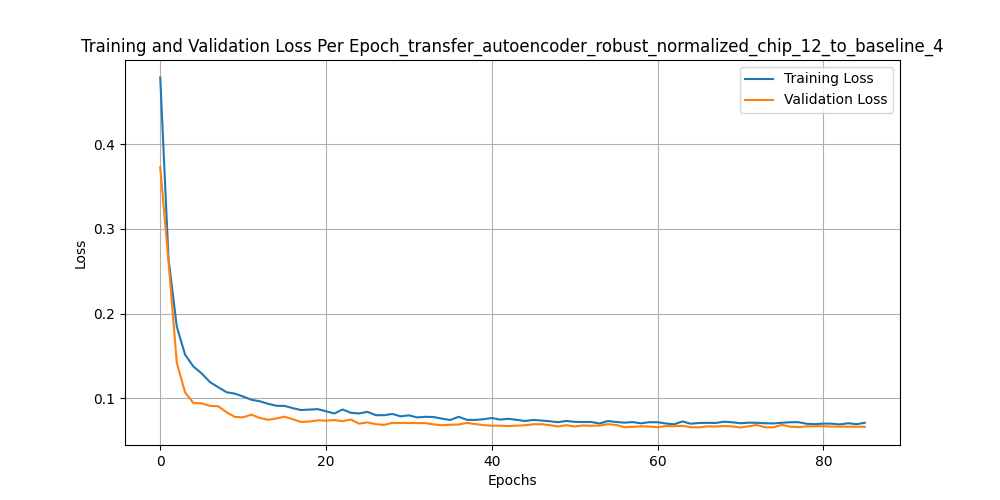 Training and Validation Loss Per Epoch_transfer_autoencoder_robust_normalized_chip_12_to_baseline_4
Training Loss
Validation Loss
0.4
0.3
0.2
0.1
Loss
0
20
40
60
80
Epochs